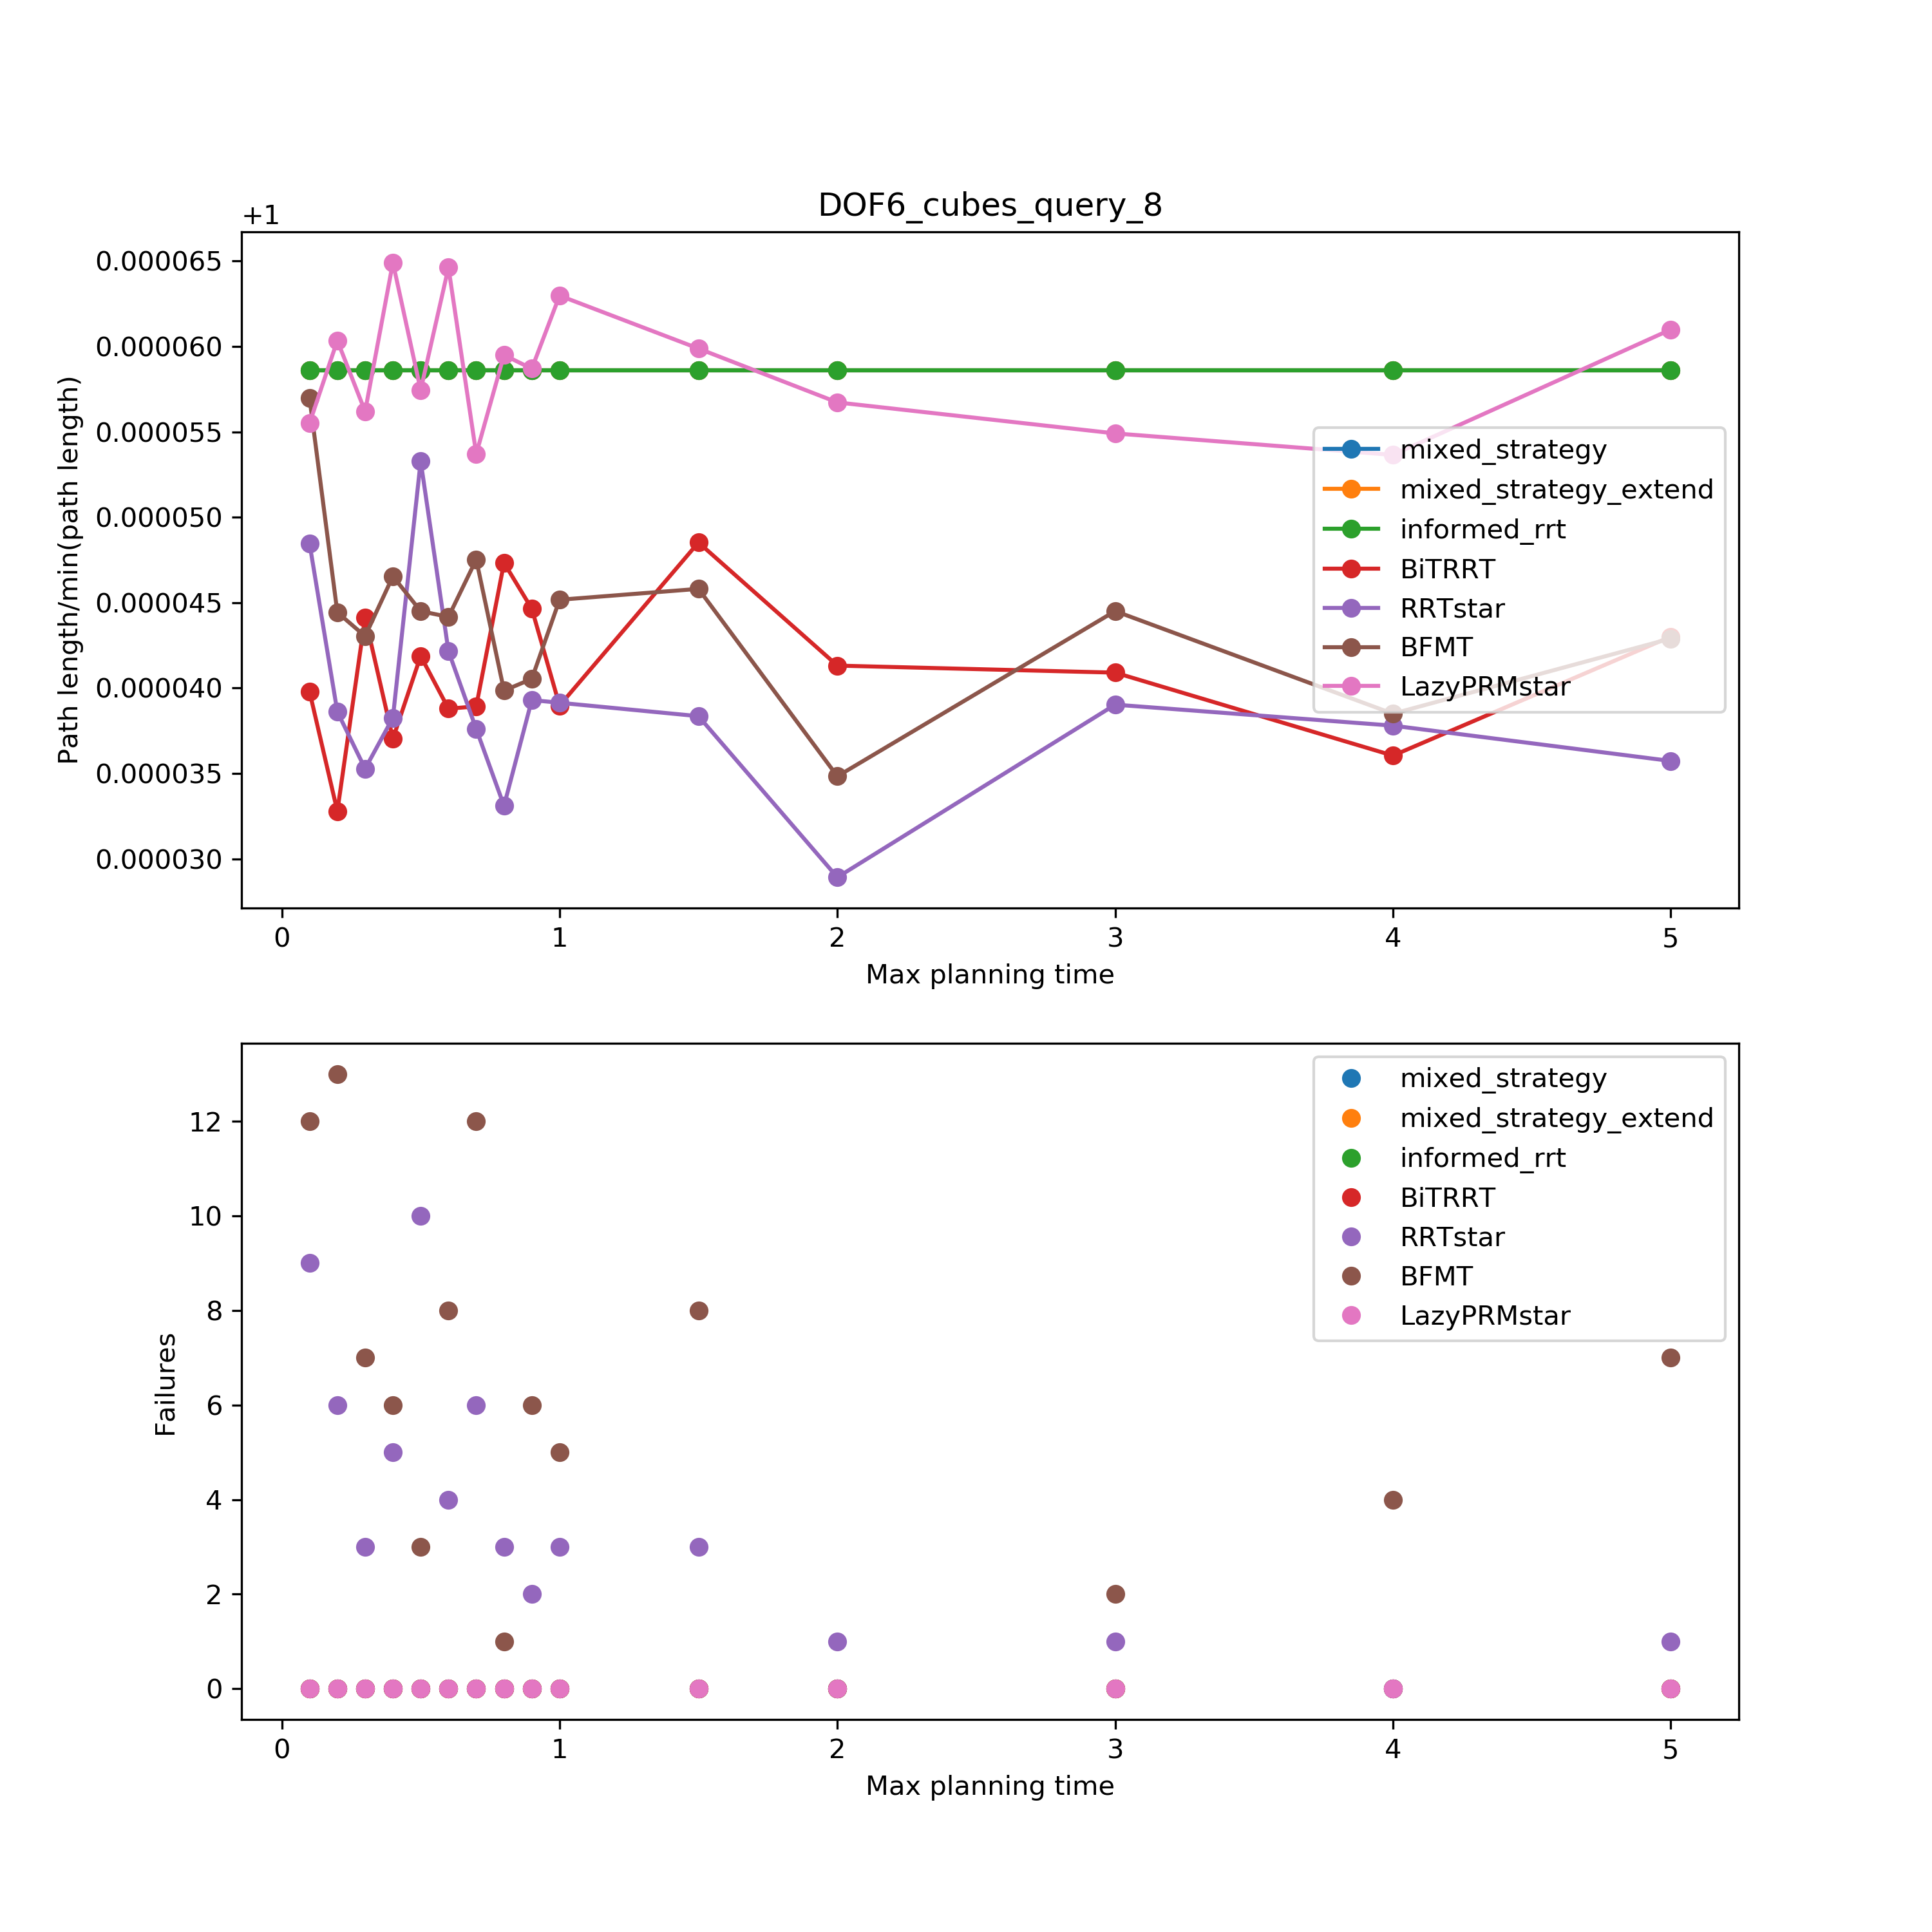 DOF6_cubes_query_8
+1
0.000065
0.000060
0.000055
0.000050
0.000045
0.000040
0.000035
0.000030
Path length/min(path length)
mixed_strategy
mixed_strategy_extend
informed_rrt
BiTRRT
RRTstar
BFMT
LazyPRMstar
0 1 2 3 4 5
Max planning time
12
10
8
6
4
2
0
Failures
mixed_strategy
mixed_strategy_extend
informed_rrt
BiTRRT
RRTstar
BFMT
LazyPRMstar
0 1 2 3 4 5
Max planning time